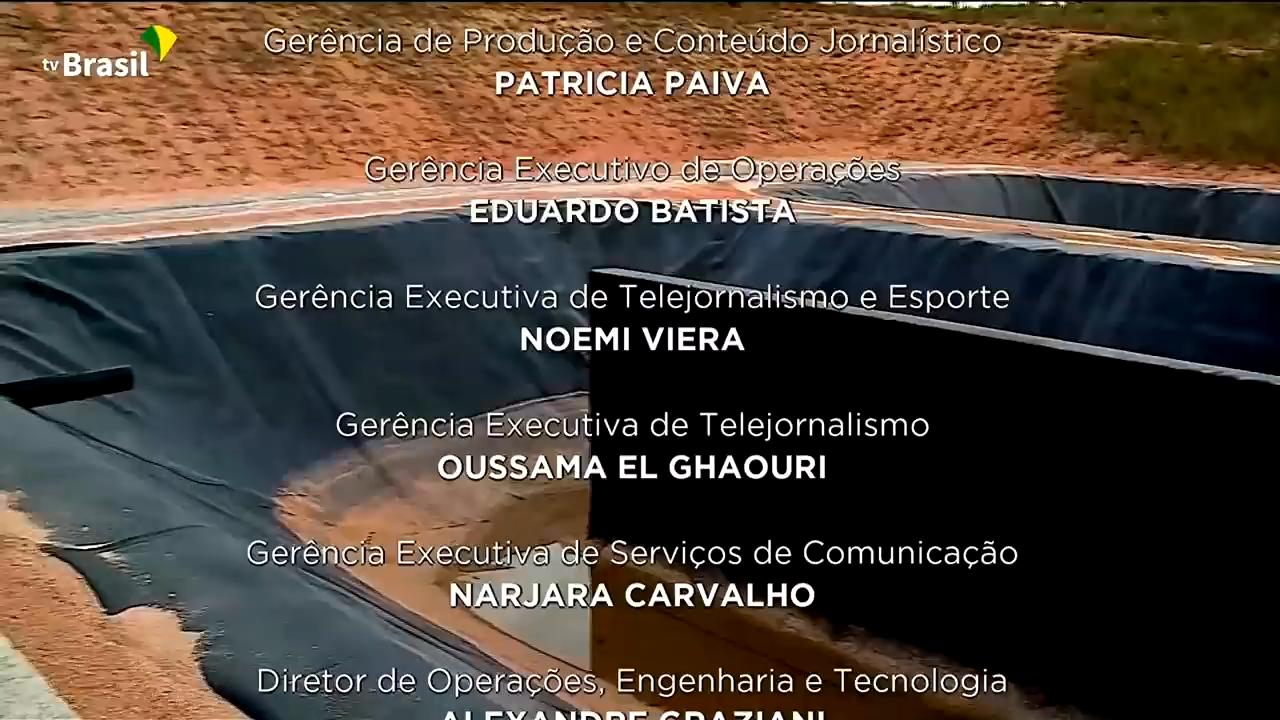 tv Brasil
Gerência de Produção e Conteúdo Jornalístico
PATRICIA PAIVA
Gerência Executivo de Operações
EDUARDO BATISTA
Gerência Executiva de Telejornalismo e Esporte
NOEMI VIERA
Gerência Executiva de Telejornalismo
OUSSAMA EL GHAOURI
Gerência Executiva de Serviços de Comunicação
NARJARA CARVALHO
Diretor de Operações, Engenharia e Tecnologia
ALEXANDRE GRAZIANI